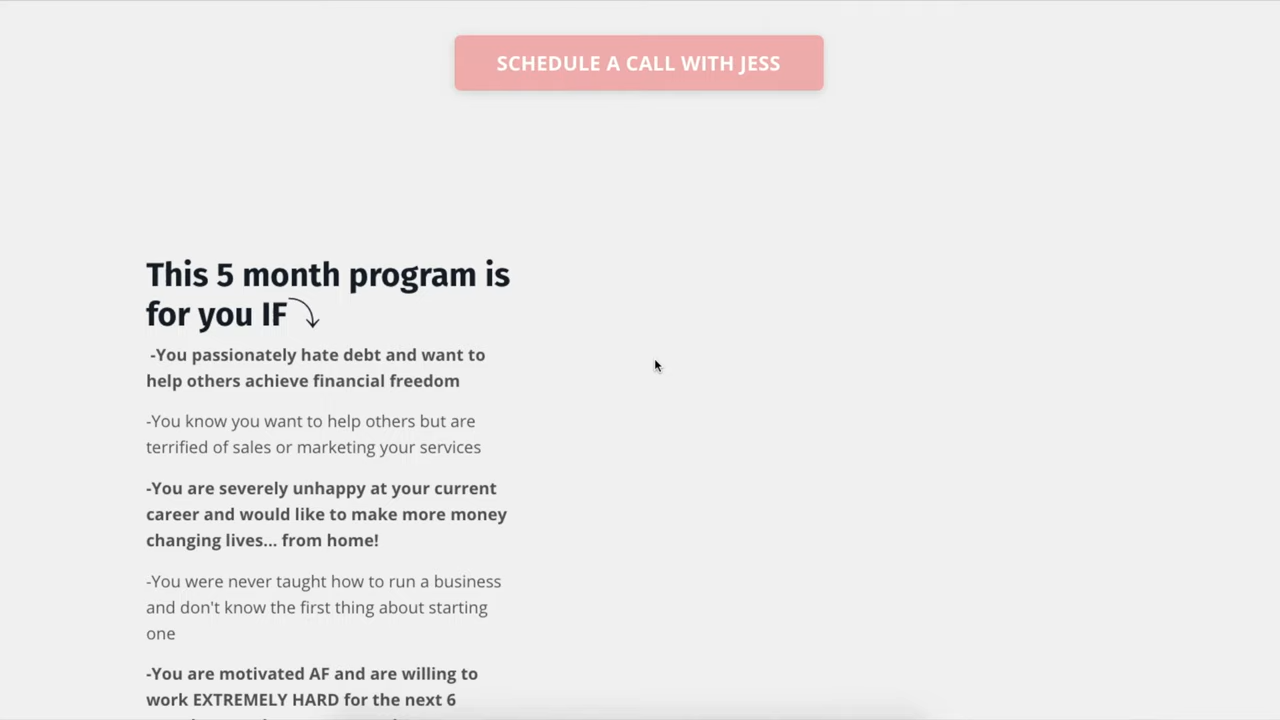 SCHEDULE A CALL WITH JESS
This 5 month program is
for you IF
-You passionately hate debt and want to
help others achieve financial freedom
-You know you want to help others but are
terrified of sales or marketing your services
-You are severely unhappy at your current
career and would like to make more money
changing lives... from home!
-You were never taught how to run a business
and don't know the first thing about starting
one
-You are motivated AF and are willing to
work EXTREMELY HARD for the next 6